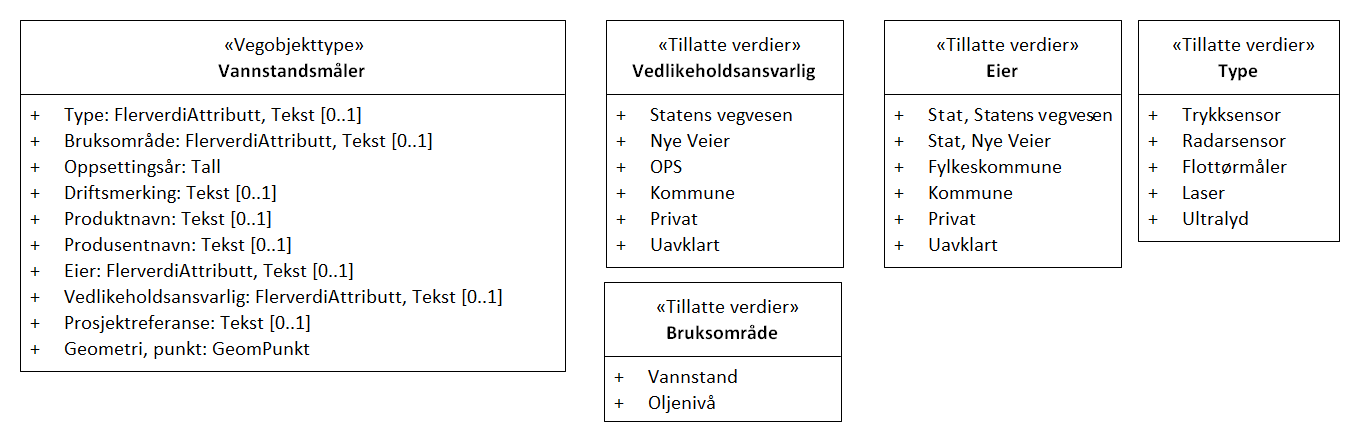 «Vegobjekttype»
Vannstandsmåler
+ Type: FlerverdiAttributt, Tekst [0..1]
+ Bruksområde: FlerverdiAttributt, Tekst [0..1]
+ Oppsettingsår: Tall
+ Driftsmerking: Tekst [0..1]
+ Produktnavn: Tekst [0..1]
+ Produsentnavn: Tekst [0..1]
+ Eier: FlerverdiAttributt, Tekst [0..1]
+ Vedlikeholdsansvarlig: FlerverdiAttributt, Tekst [0..1]
+ Prosjektreferanse: Tekst [0..1]
+ Geometri, punkt: GeomPunkt
«Tillatte verdier»
Vedlikeholdsansvarlig
+ Statens vegvesen
+ Nye Veier
+ OPS
+ Kommune
+ Privat
+ Uavklart
«Tillatte verdier»
Eier
+ Stat, Statens vegvesen
+ Stat, Nye Veier
+ Fylkeskommune
+ Kommune
+ Privat
+ Uavklart
«Tillatte verdier»
Type
+ Trykksensor
+ Radarsensor
+ Flottørmåler
+ Laser
+ Ultralyd
«Tillatte verdier»
Bruksområde
+ Vannstand
+ Oljenivå